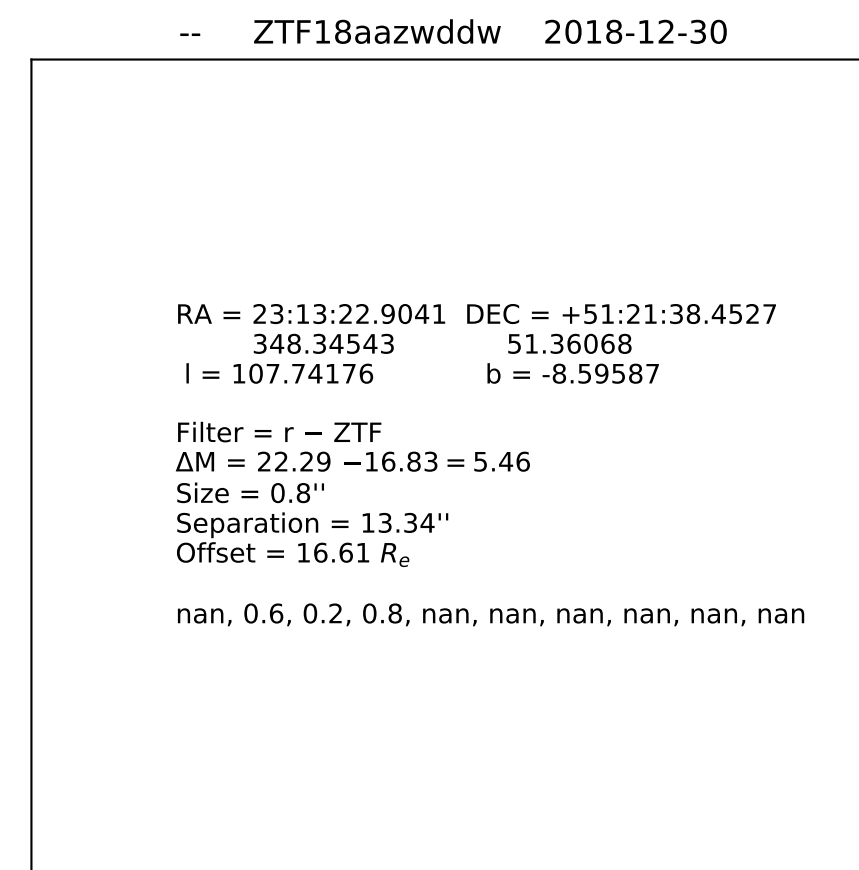 -- ZTF18aazwddw 2018-12-30
RA = 23:13:22.9041 DEC = +51:21:38.4527
348.34543 51.36068
l = 107.74176 b = -8.59587
Filter = r − ZTF
ΔM = 22.29 −16.83 = 5.46
Size = 0.8''
Separation = 13.34''
Offset = 16.61 Rₑ
nan, 0.6, 0.2, 0.8, nan, nan, nan, nan, nan, nan